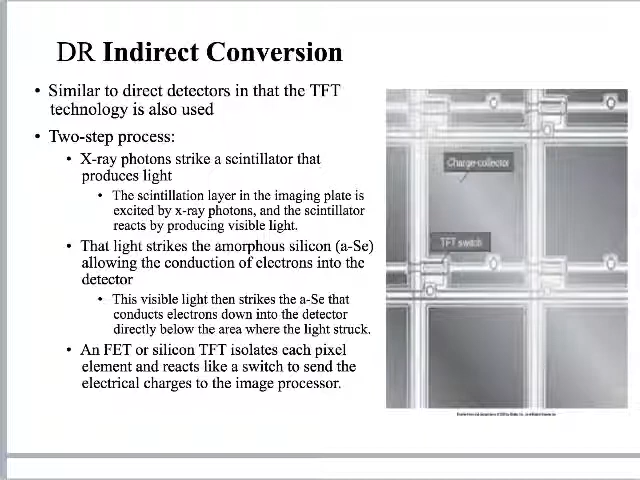 DR Indirect Conversion
• Similar to direct detectors in that the TFT
technology is also used
• Two-step process:
• X-ray photons strike a scintillator that
produces light
• The scintillation layer in the imaging plate is
excited by x-ray photons, and the scintillator
reacts by producing visible light.
• That light strikes the amorphous silicon (a-Se)
allowing the conduction of electrons into the
detector
• This visible light then strikes the a-Se that
conducts electrons down into the detector
directly below the area where the light struck.
• An FET or silicon TFT isolates each pixel
element and reacts like a switch to send the
electrical charges to the image processor.
Charge collector
TFT switch